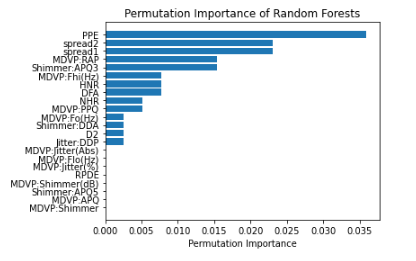 Permutation Importance of Random Forests
PPE
spread2
spread1
MDVP:RAP
Shimmer:APQ3
MDVP:Fhi(Hz)
HNR
DFA
NHR
MDVP:PPQ
MDVP:Fo(Hz)
Shimmer:DDA
D2
Jitter:DDP
MDVP:Jitter(Abs)
MDVP:Flo(Hz)
MDVP:Jitter(%)
RPDE
MDVP:Shimmer(dB)
Shimmer:APQ5
MDVP:APQ
MDVP:Shimmer
0.000 0.005 0.010 0.015 0.020 0.025 0.030 0.035
Permutation Importance